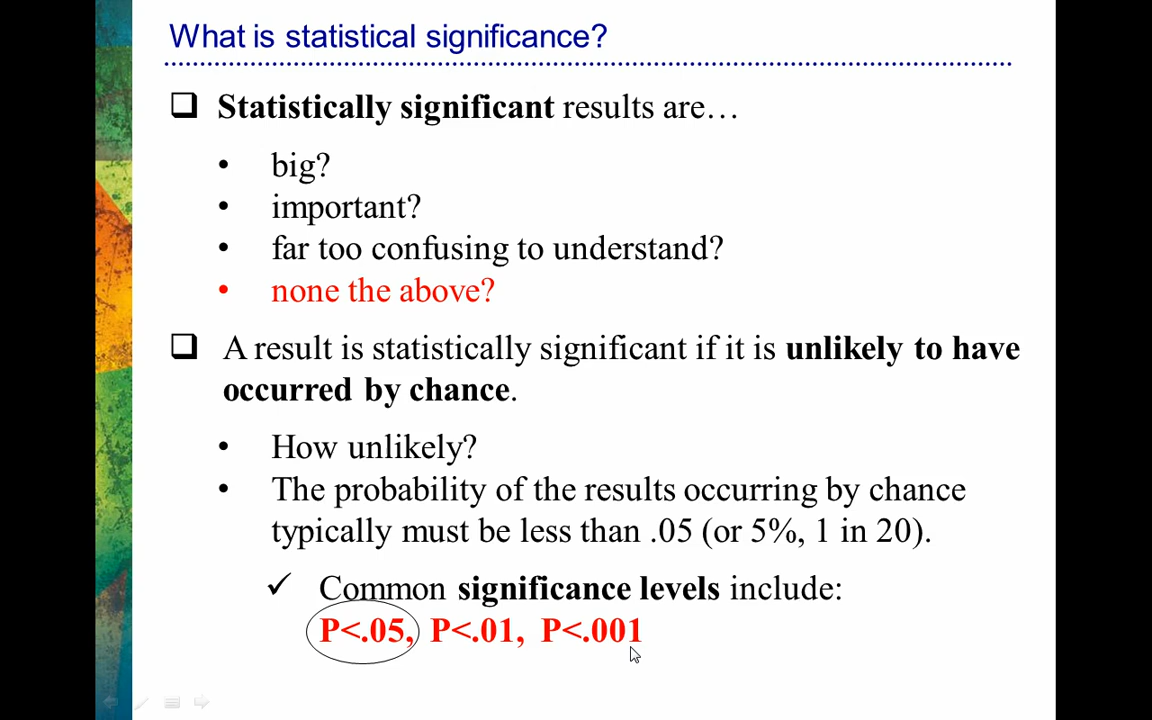 What is statistical significance?
Statistically significant results are…
• big?
• important?
• far too confusing to understand?
• none the above?
A result is statistically significant if it is unlikely to have
occurred by chance.
• How unlikely?
• The probability of the results occurring by chance
typically must be less than .05 (or 5%, 1 in 20).
✓ Common significance levels include:
P<.05, P<.01, P<.001